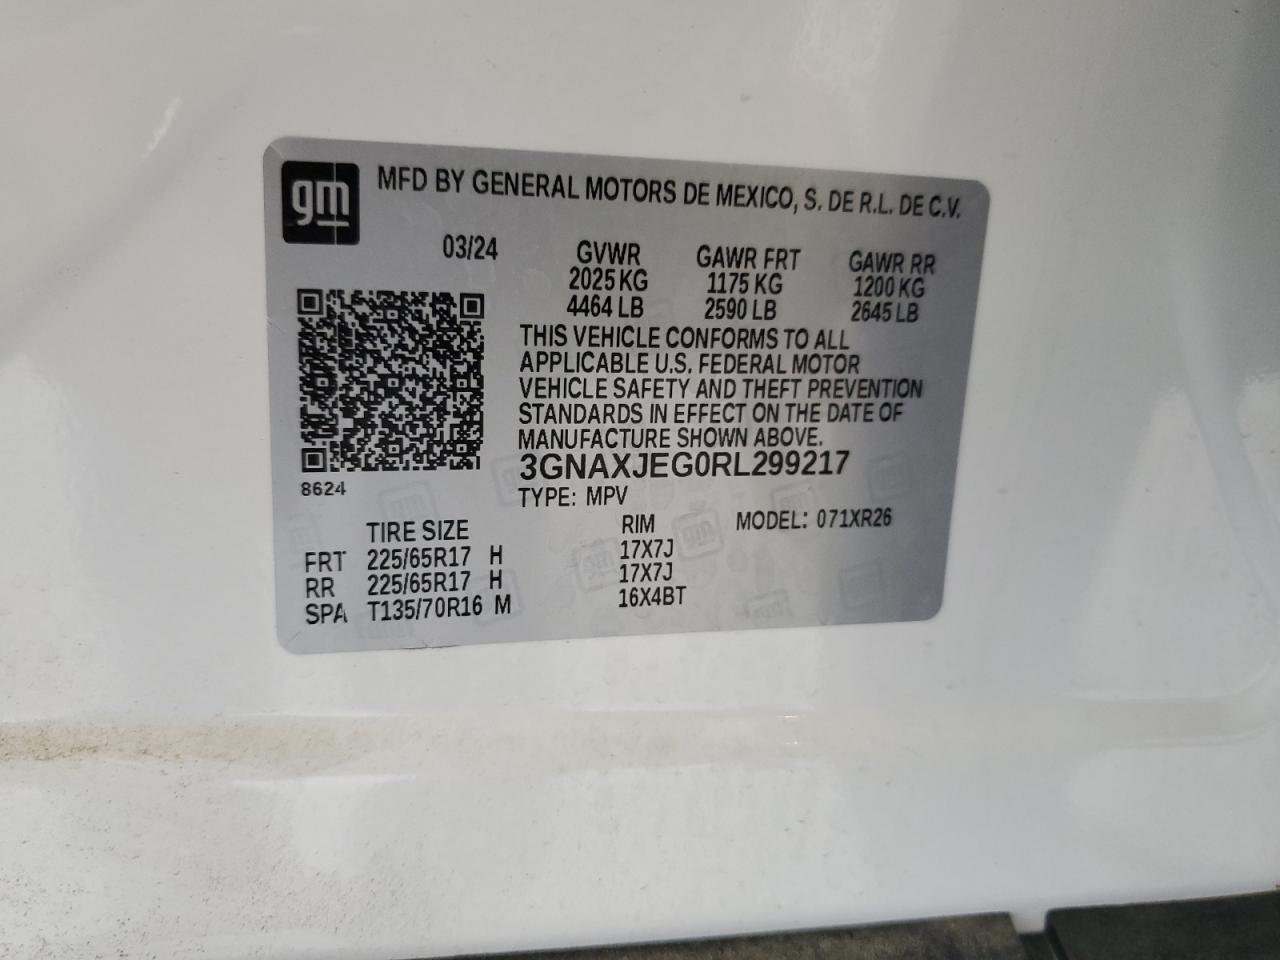 gm
MFD BY GENERAL MOTORS DE MEXICO, S. DE R.L. DE C.V.
03/24 GVWR GAWR FRT GAWR RR
2025 KG 1175 KG 1200 KG
4464 LB 2590 LB 2645 LB
THIS VEHICLE CONFORMS TO ALL
APPLICABLE U.S. FEDERAL MOTOR
VEHICLE SAFETY AND THEFT PREVENTION
STANDARDS IN EFFECT ON THE DATE OF
MANUFACTURE SHOWN ABOVE.
3GNAXJEG0RL299217
8624
TYPE: MPV
TIRE SIZE RIM MODEL: 071XR26
FRT 225/65R17 H 17X7J
RR 225/65R17 H 17X7J
SPA T135/70R16 M 16X4BT